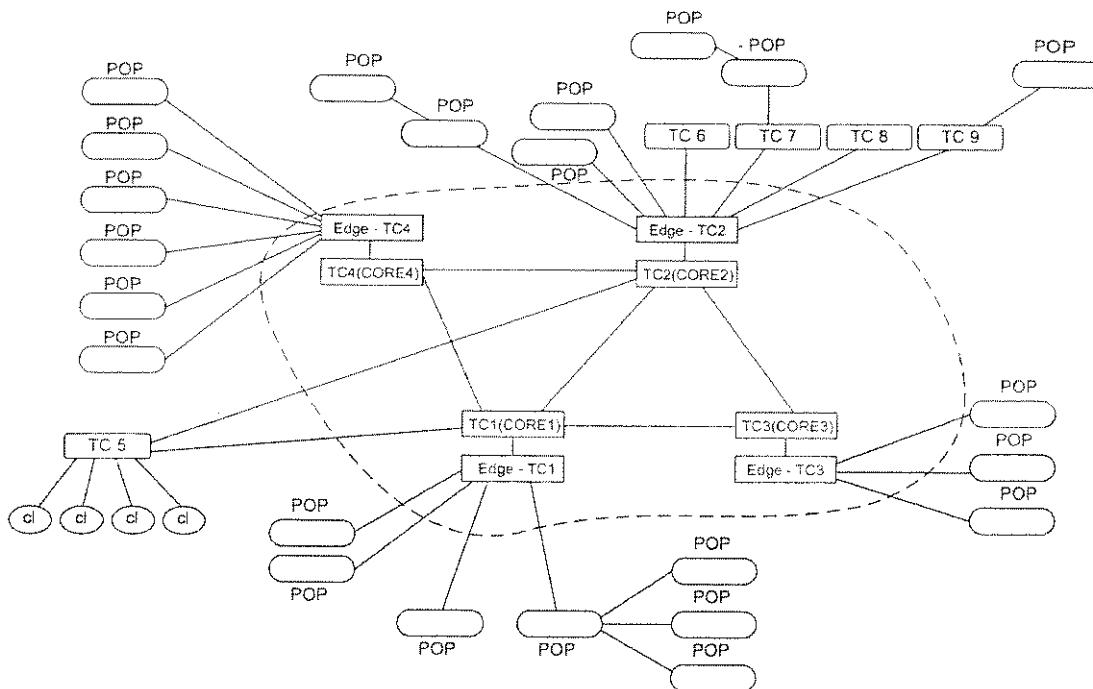 POP
- POP
POP
POP
POP
POP
POP
POP
TC 6
TC 7
TC 8
TC 9
POP
POP
POP
Edge - TC4
Edge - TC2
POP
TC4(CORE4)
TC2(CORE2)
POP
POP
POP
TC1(CORE1)
TC3(CORE3)
TC 5
POP
Edge - TC1
Edge - TC3
POP
POP
cl
cl
cl
cl
POP
POP
POP
POP
POP
POP